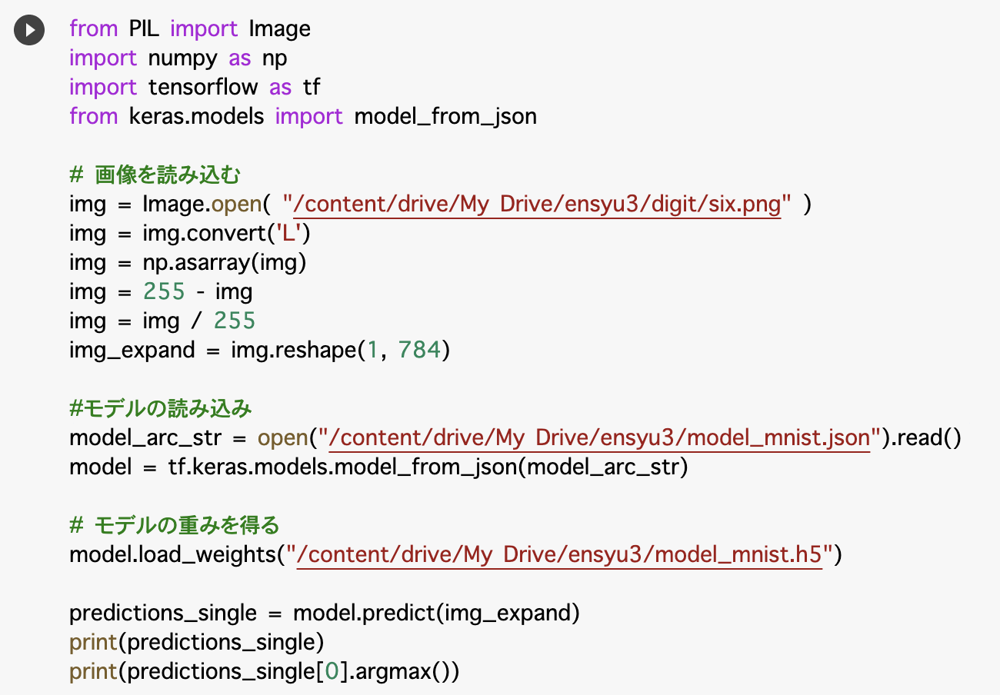 from PIL import Image
import numpy as np
import tensorflow as tf
from keras.models import model_from_json
# 画像を読み込む
img = Image.open( "/content/drive/My Drive/ensyu3/digit/six.png" )
img = img.convert('L')
img = np.asarray(img)
img = 255 - img
img = img / 255
img_expand = img.reshape(1, 784)
#モデルの読み込み
model_arc_str = open("/content/drive/My Drive/ensyu3/model_mnist.json").read()
model = tf.keras.models.model_from_json(model_arc_str)
# モデルの重みを得る
model.load_weights("/content/drive/My Drive/ensyu3/model_mnist.h5")
predictions_single = model.predict(img_expand)
print(predictions_single)
print(predictions_single[0].argmax())